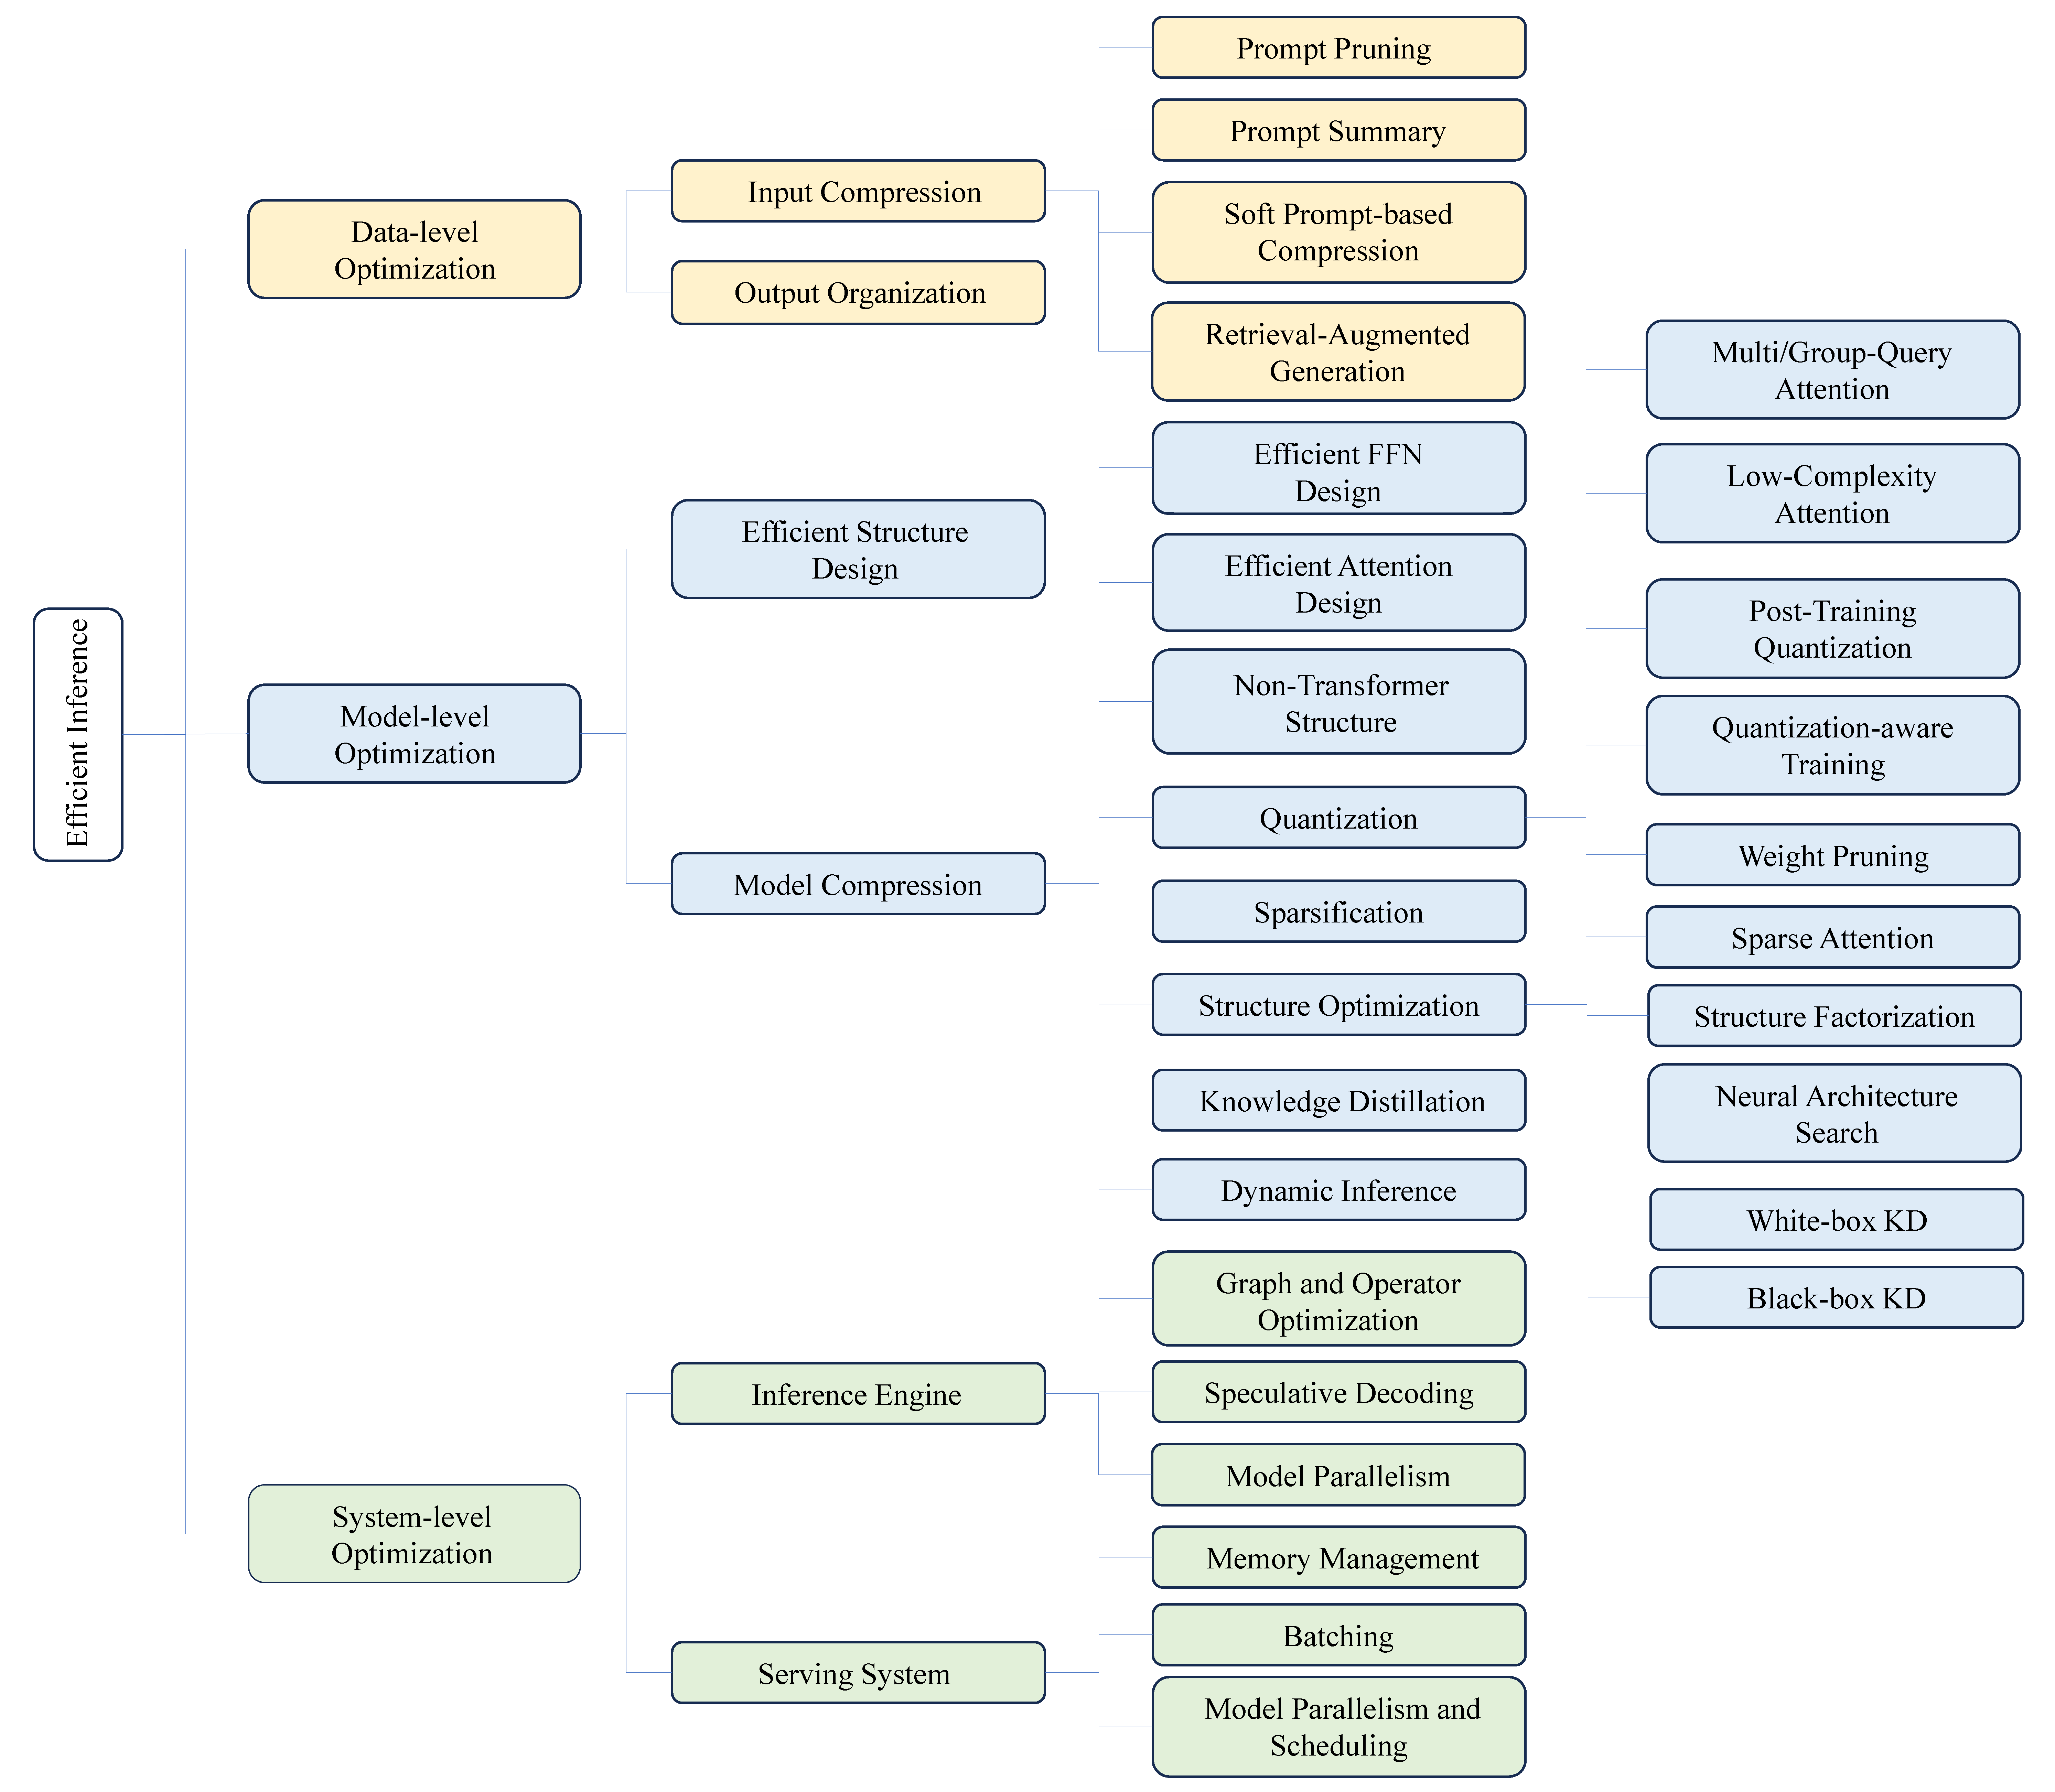 Efficient Inference
Data-level
Optimization
Input Compression
Prompt Pruning
Prompt Summary
Soft Prompt-based
Compression
Retrieval-Augmented
Generation
Output Organization
Model-level
Optimization
Efficient Structure
Design
Efficient FFN
Design
Efficient Attention
Design
Multi/Group-Query
Attention
Low-Complexity
Attention
Non-Transformer
Structure
Model Compression
Quantization
Post-Training
Quantization
Quantization-aware
Training
Sparsification
Weight Pruning
Sparse Attention
Structure Optimization
Structure Factorization
Neural Architecture
Search
Knowledge Distillation
White-box KD
Black-box KD
Dynamic Inference
System-level
Optimization
Inference Engine
Graph and Operator
Optimization
Speculative Decoding
Model Parallelism
Serving System
Memory Management
Batching
Model Parallelism and
Scheduling